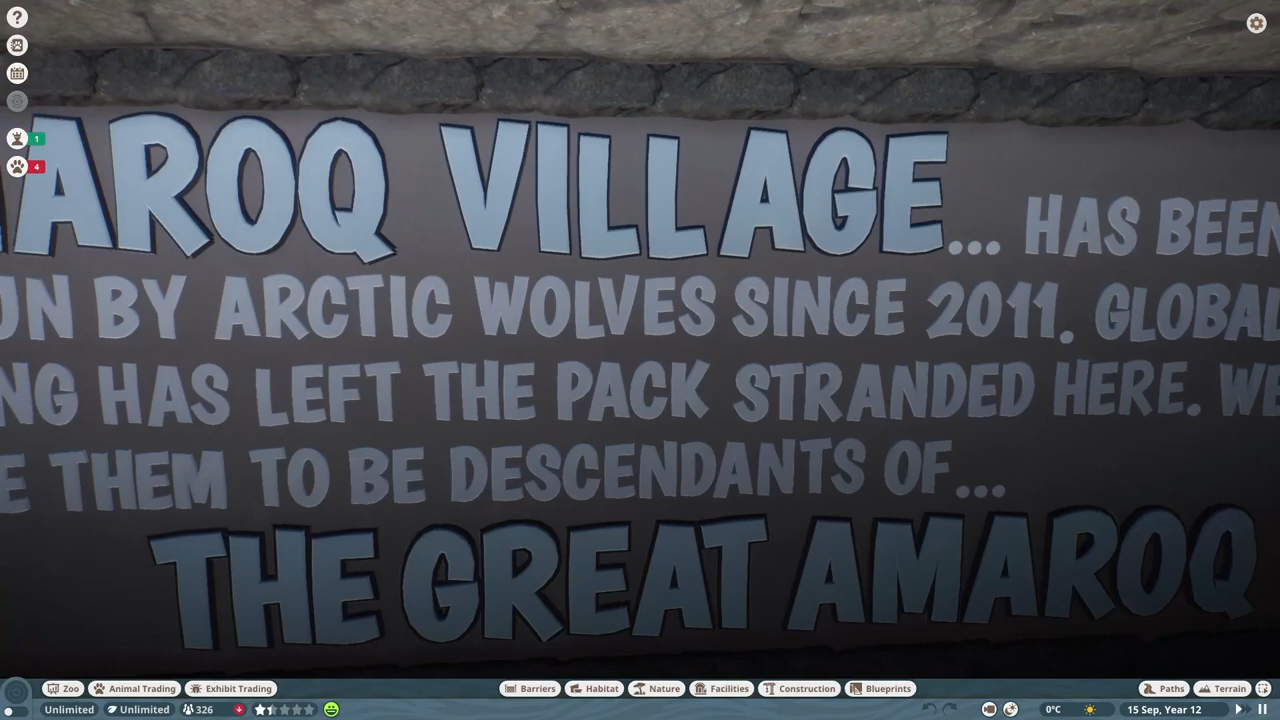 AROQ VILLAGE... HAS BEEN
BY ARCTIC WOLVES SINCE 2011. GLOBAL
HAS LEFT THE PACK STRANDED HERE. WE
THEM TO BE DESCENDANTS OF...
THE GREAT AMAROQ
?
1
4
Zoo
Animal Trading
Exhibit Trading
Barriers
Habitat
Nature
Facilities
Construction
Blueprints
Paths
Terrain
Unlimited
Unlimited
326
0°C
15 Sep, Year 12